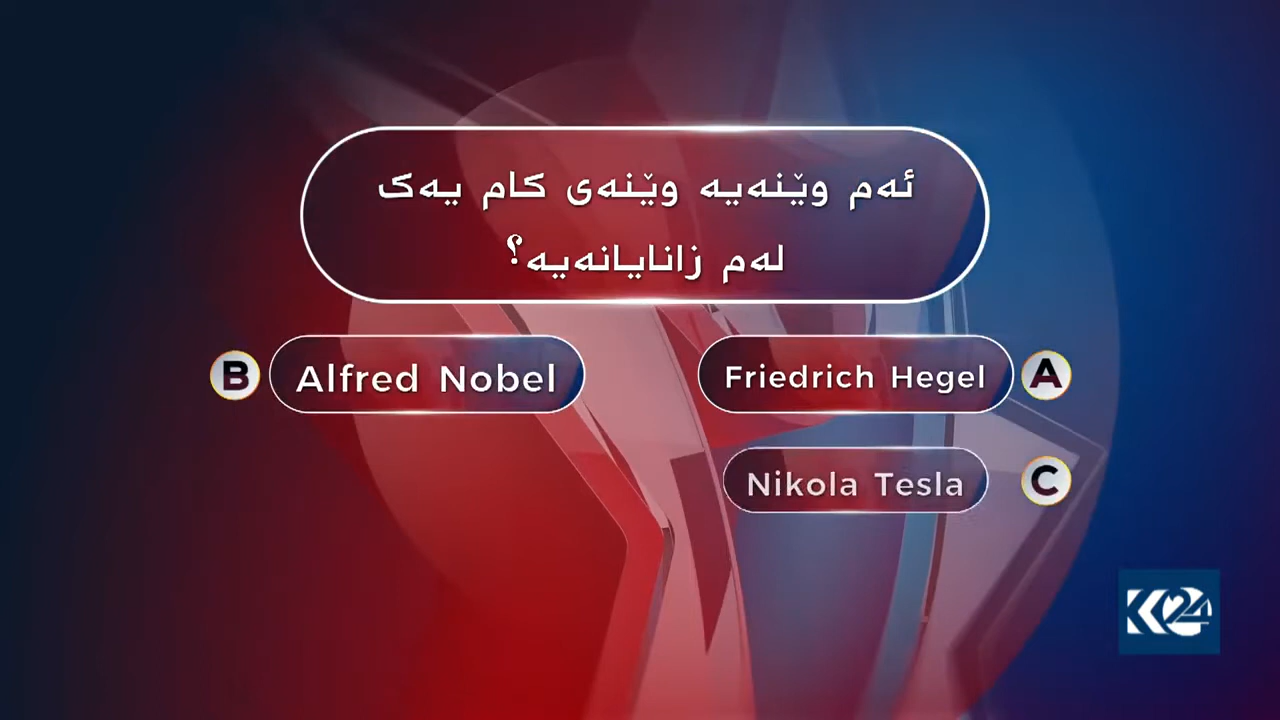 ئەم وێنەیە وێنەی کام یەک
لەم زانایانەیە؟
A Friedrich Hegel
B Alfred Nobel
C Nikola Tesla
K24